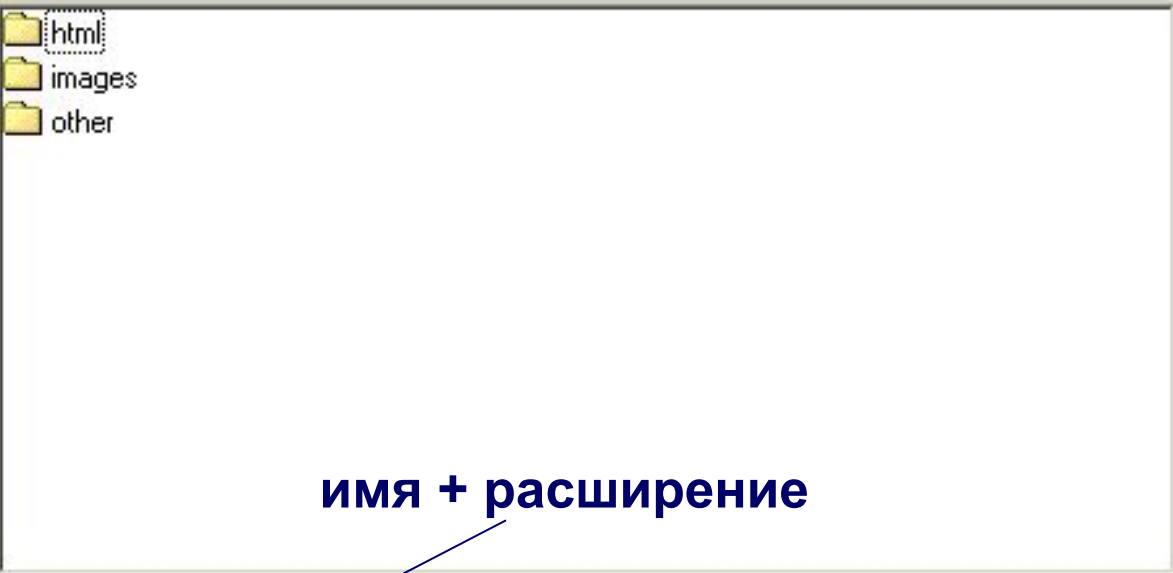 html
images
other
имя + расширение